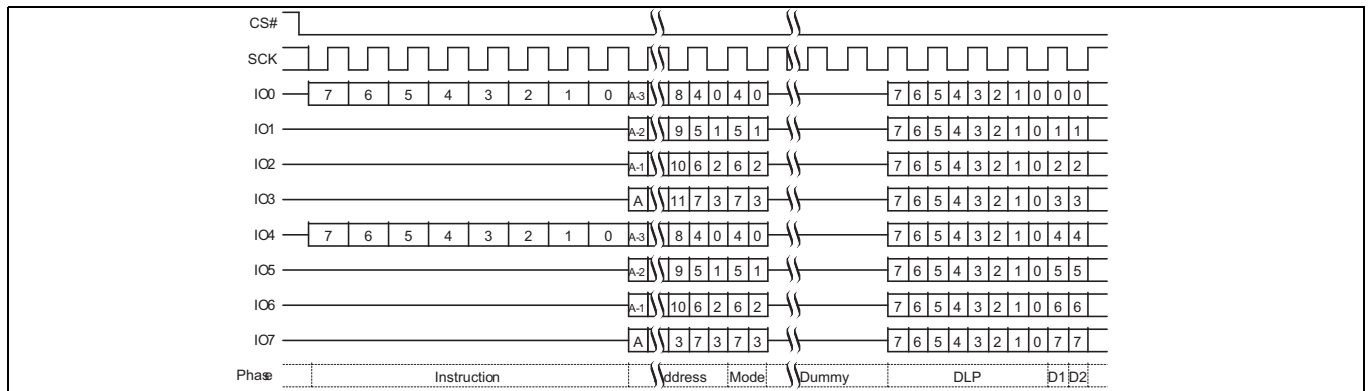 CS#
SCK
IO0 7 6 5 4 3 2 1 0 A-3 8 4 0 4 0 7 6 5 4 3 2 1 0 0 0
IO1 A-2 9 5 1 5 1 7 6 5 4 3 2 1 0 1 1
IO2 A-1 10 6 2 6 2 7 6 5 4 3 2 1 0 2 2
IO3 A 11 7 3 7 3 7 6 5 4 3 2 1 0 3 3
IO4 7 6 5 4 3 2 1 0 A-3 8 4 0 4 0 7 6 5 4 3 2 1 0 4 4
IO5 A-2 9 5 1 5 1 7 6 5 4 3 2 1 0 5 5
IO6 A-1 10 6 2 6 2 7 6 5 4 3 2 1 0 6 6
IO7 A 3 7 3 7 3 7 6 5 4 3 2 1 0 7 7
Phase Instruction ddress Mode Dummy DLP D1 D2